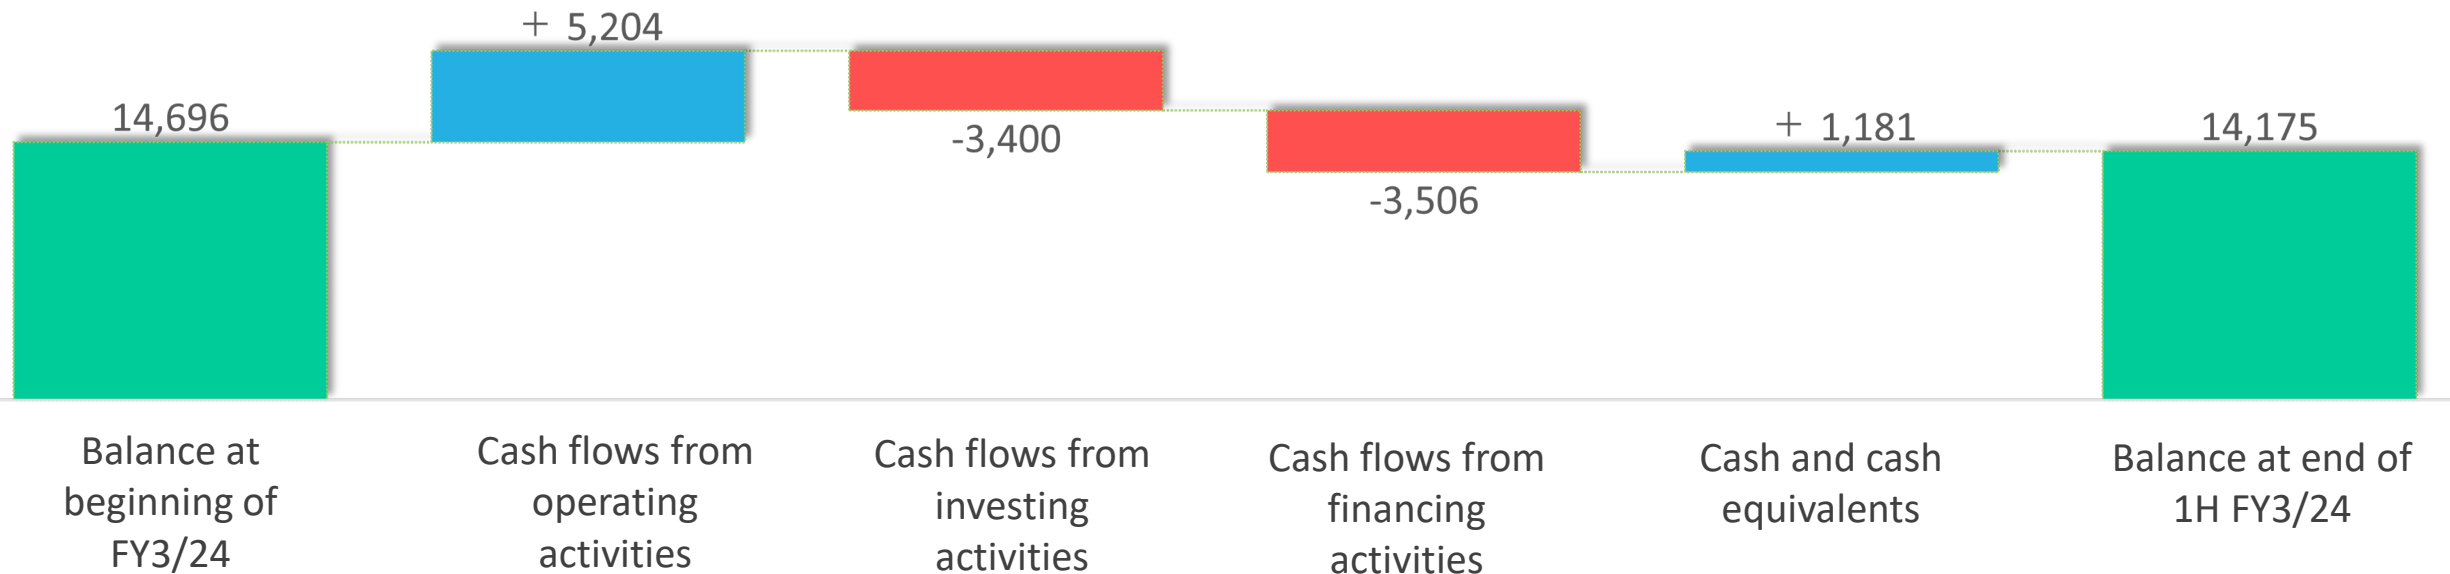 14,696
+ 5,204
-3,400
-3,506
+ 1,181
14,175
Balance at
beginning of
FY3/24
Cash flows from
operating
activities
Cash flows from
investing
activities
Cash flows from
financing
activities
Cash and cash
equivalents
Balance at end of
1H FY3/24